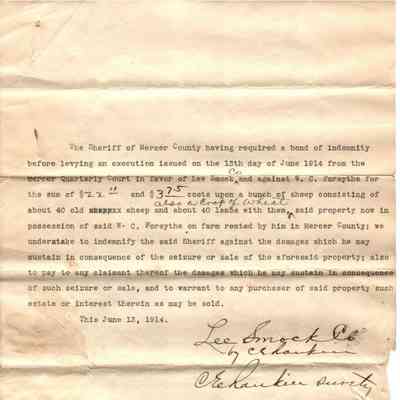 The Sheriff of Mercer County having required a bond of indemnity
before levying an execution issued on the 13th day of June 1914 from the
Mercer Quarterly Court in favor of Lee Smock Co and against W. C. Forsythe for
the sum of $22 and $3.75 costs upon a bunch of sheep consisting of
also a crop of wheat
about 40 old sheep and about 40 lambs with them, said property now in
possession of said W. C. Forsythe on farm rented by him in Mercer County; we
undertake to indemnify the said Sheriff against the damages which he may
sustain in consequence of the seizure or sale of the aforesaid property; also
to pay to any claimant thereof the damages which he may sustain in consequence
of such seizure or sale, and to warrant to any purchaser of said property such
estate or interest therein as may be sold.
This June 13, 1914.
Lee Smock Co
by C E Rankin
C E Rankin surety